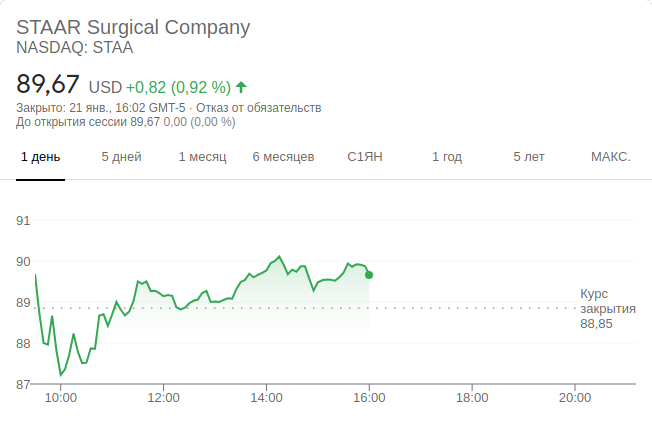 STAAR Surgical Company
NASDAQ: STAA
89,67 USD +0,82 (0,92 %)
Закрыто: 21 янв., 16:02 GMT-5 · Отказ от обязательств
До открытия сессии 89,67 0,00 (0,00 %)
1 день 5 дней 1 месяц 6 месяцев С1ЯН 1 год 5 лет МАКС.
91
90
89
88
87
Курс
закрытия
88,85
10:00 12:00 14:00 16:00 18:00 20:00